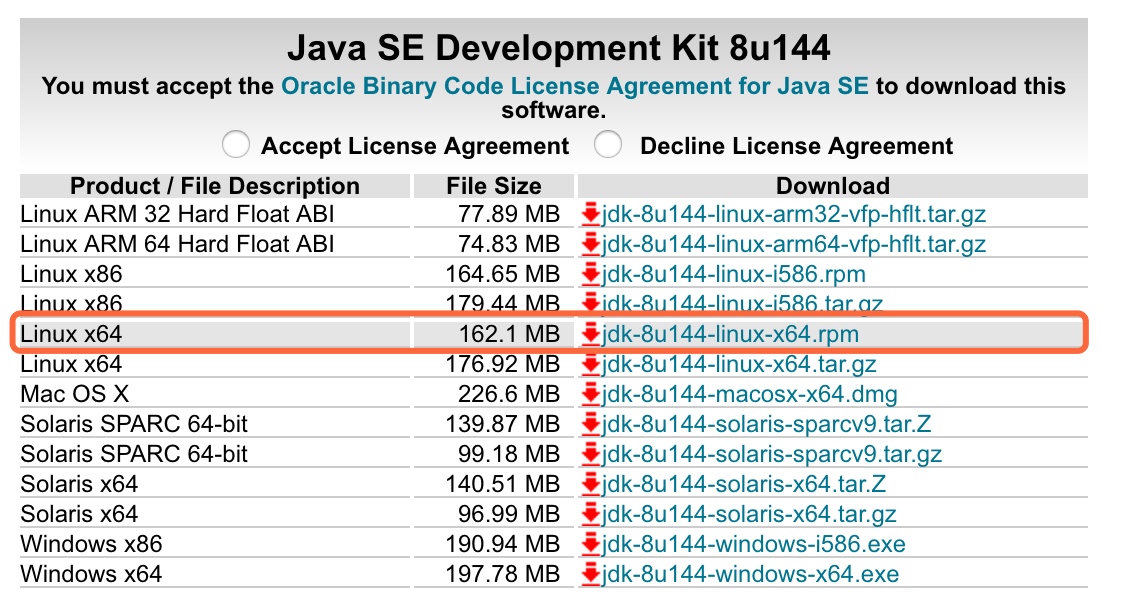 Java SE Development Kit 8u144
You must accept the Oracle Binary Code License Agreement for Java SE to download this
software.
Accept License Agreement Decline License Agreement
Product / File Description File Size Download
Linux ARM 32 Hard Float ABI 77.89 MB jdk-8u144-linux-arm32-vfp-hflt.tar.gz
Linux ARM 64 Hard Float ABI 74.83 MB jdk-8u144-linux-arm64-vfp-hflt.tar.gz
Linux x86 164.65 MB jdk-8u144-linux-i586.rpm
Linux x86 179.44 MB jdk-8u144-linux-i586.tar.gz
Linux x64 162.1 MB jdk-8u144-linux-x64.rpm
Linux x64 176.92 MB jdk-8u144-linux-x64.tar.gz
Mac OS X 226.6 MB jdk-8u144-macosx-x64.dmg
Solaris SPARC 64-bit 139.87 MB jdk-8u144-solaris-sparcv9.tar.Z
Solaris SPARC 64-bit 99.18 MB jdk-8u144-solaris-sparcv9.tar.gz
Solaris x64 140.51 MB jdk-8u144-solaris-x64.tar.Z
Solaris x64 96.99 MB jdk-8u144-solaris-x64.tar.gz
Windows x86 190.94 MB jdk-8u144-windows-i586.exe
Windows x64 197.78 MB jdk-8u144-windows-x64.exe